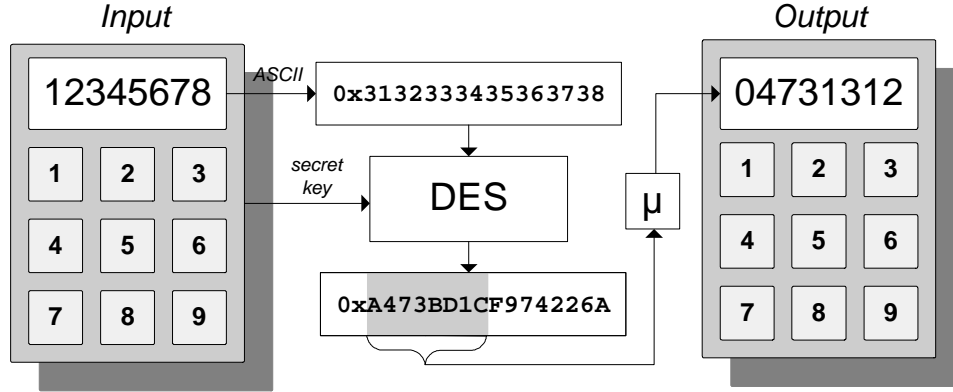 Input
12345678
1 2 3
4 5 6
7 8 9
ASCII
0x3132333435363738
secret
key
DES
0xA473BD1CF974226A
µ
Output
04731312
1 2 3
4 5 6
7 8 9